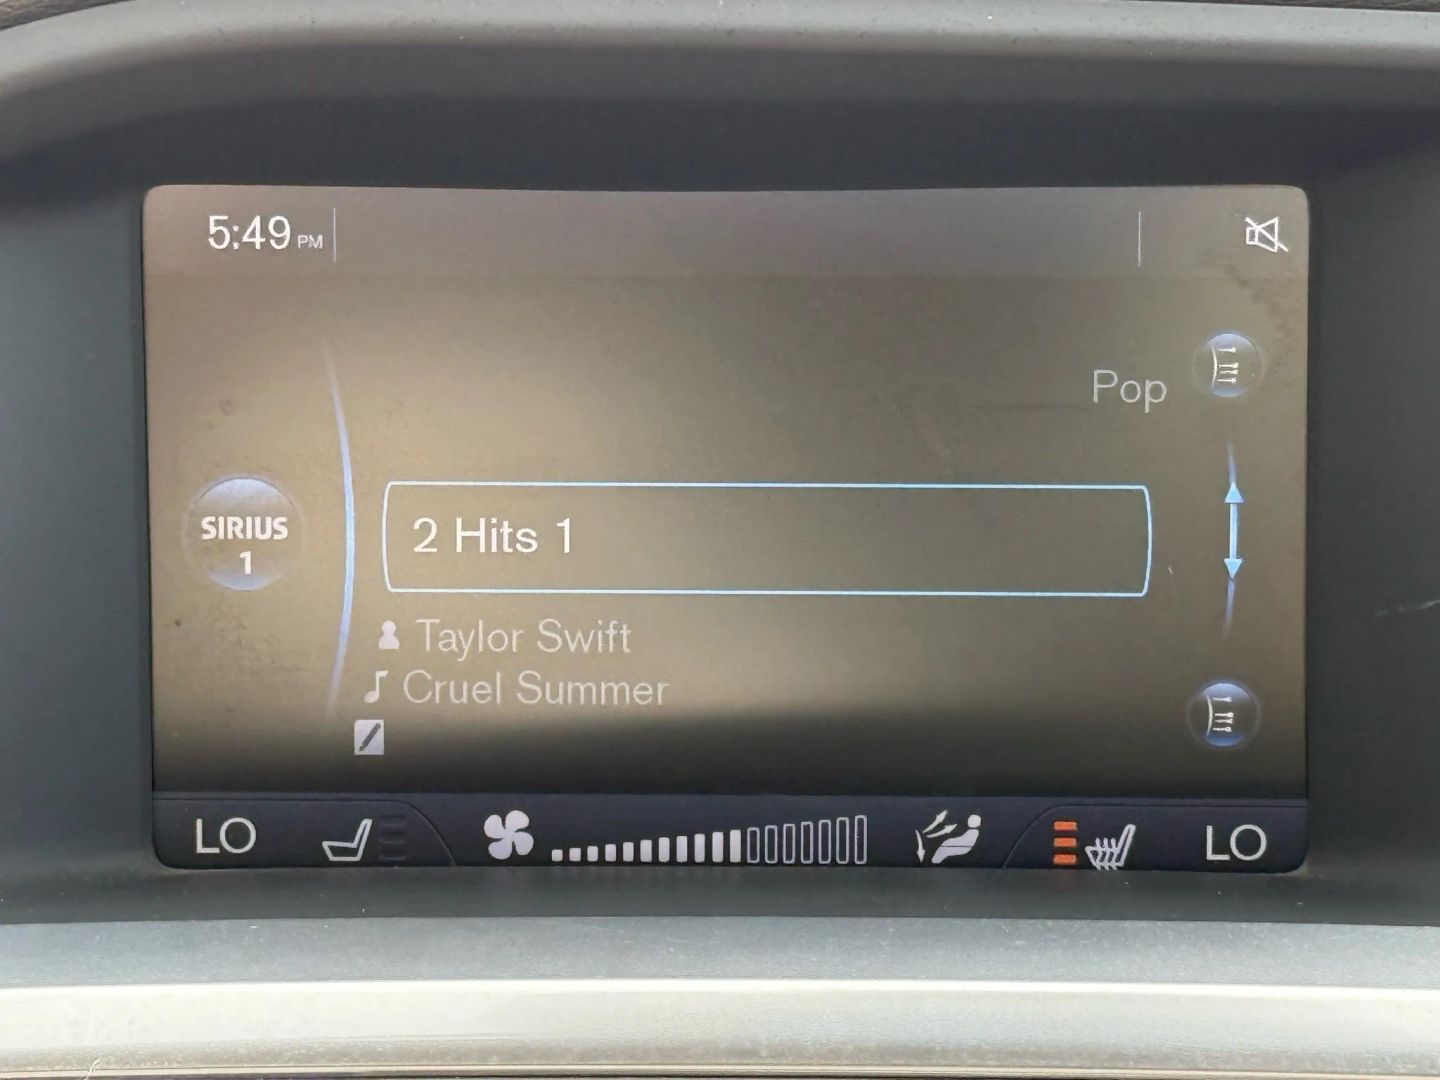 5:49 PM
Pop
SIRIUS
1
2 Hits 1
Taylor Swift
Cruel Summer
LO
LO